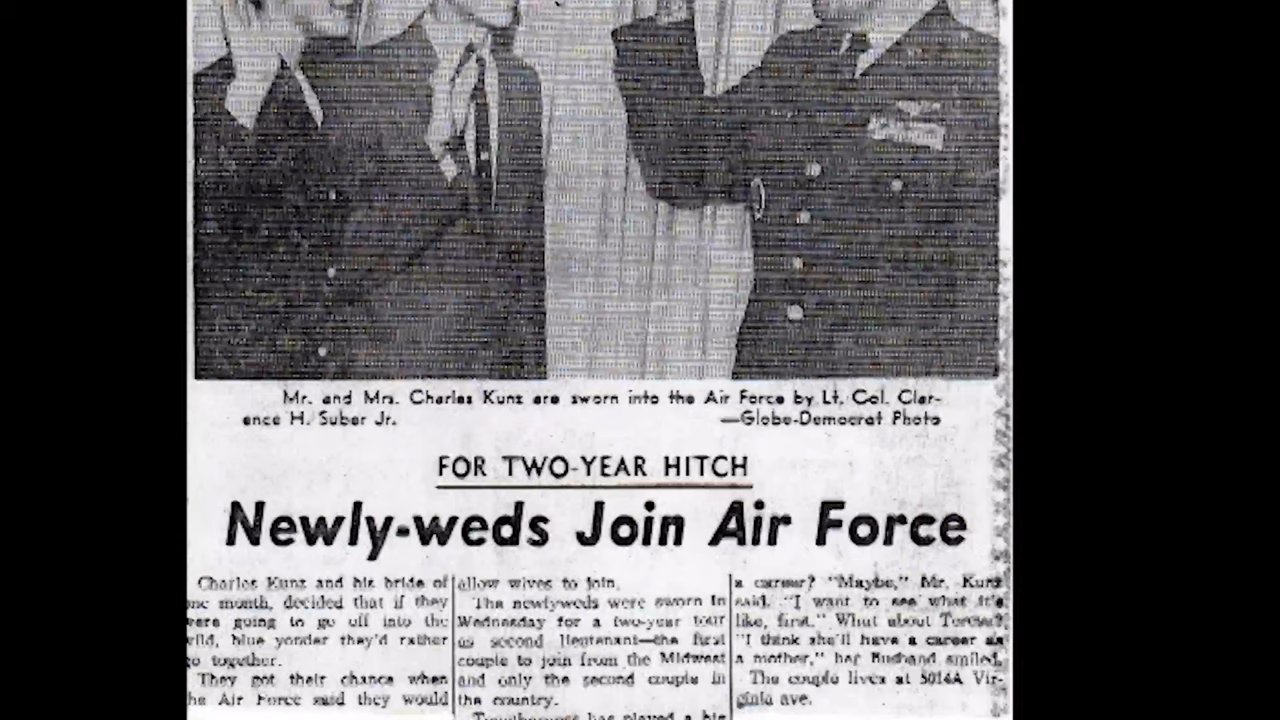 Mr. and Mrs. Charles Kunz are sworn into the Air Force by Lt. Col. Clar-
ence H. Suber Jr. —Globe-Democrat Photo
FOR TWO-YEAR HITCH
Newly-weds Join Air Force
Charles Kunz and his bride of
one month, decided that if they
were going to go off into the
wild, blue yonder they'd rather
go together.
They got their chance when
the Air Force said they would
allow wives to join.
The newlyweds were sworn in
Wednesday for a two-year tour
as second lieutenant—the first
couple to join from the Midwest
and only the second couple in
the country.
Togetherness has played a big
a career? "Maybe," Mr. Kunz
said. "I want to see what it's
like, first." What about Teresa?
"I think she'll have a career as
a mother," her husband smiled.
The couple lives at 5014A Vir-
ginia ave.